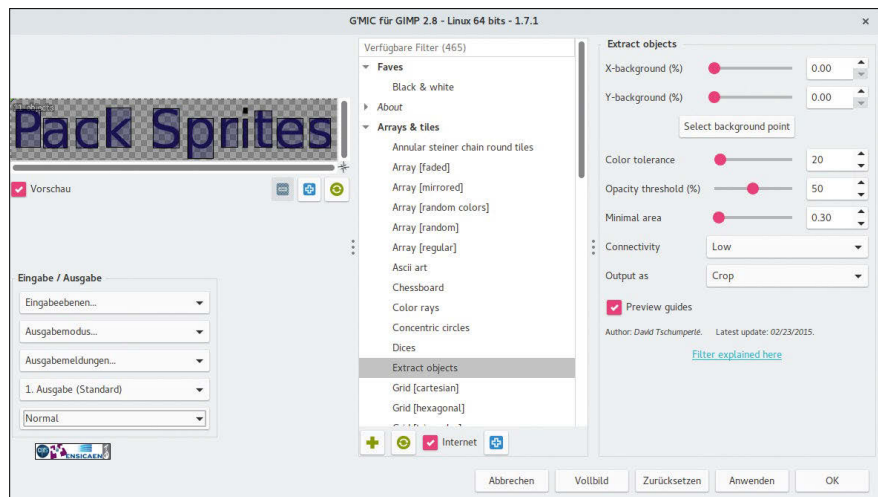 G'MIC für GIMP 2.8 - Linux 64 bits - 1.7.1
Pack Sprites
Vorschau
Eingabe / Ausgabe
Eingabeebenen...
Ausgabemodus...
Ausgabemeldungen...
1. Ausgabe (Standard)
Normal
ENSICAEN
Verfügbare Filter (465)
Faves
Black & white
About
Arrays & tiles
Annular steiner chain round tiles
Array [faded]
Array [mirrored]
Array [random colors]
Array [random]
Array [regular]
Ascii art
Chessboard
Color rays
Concentric circles
Dices
Extract objects
Grid [cartesian]
Grid [hexagonal]
Internet
Extract objects
X-background (%) 0.00
Y-background (%) 0.00
Select background point
Color tolerance 20
Opacity threshold (%) 50
Minimal area 0.30
Connectivity Low
Output as Crop
Preview guides
Author: David Tschumperlé. Latest update: 02/23/2015.
Filter explained here
Abbrechen Vollbild Zurücksetzen Anwenden OK